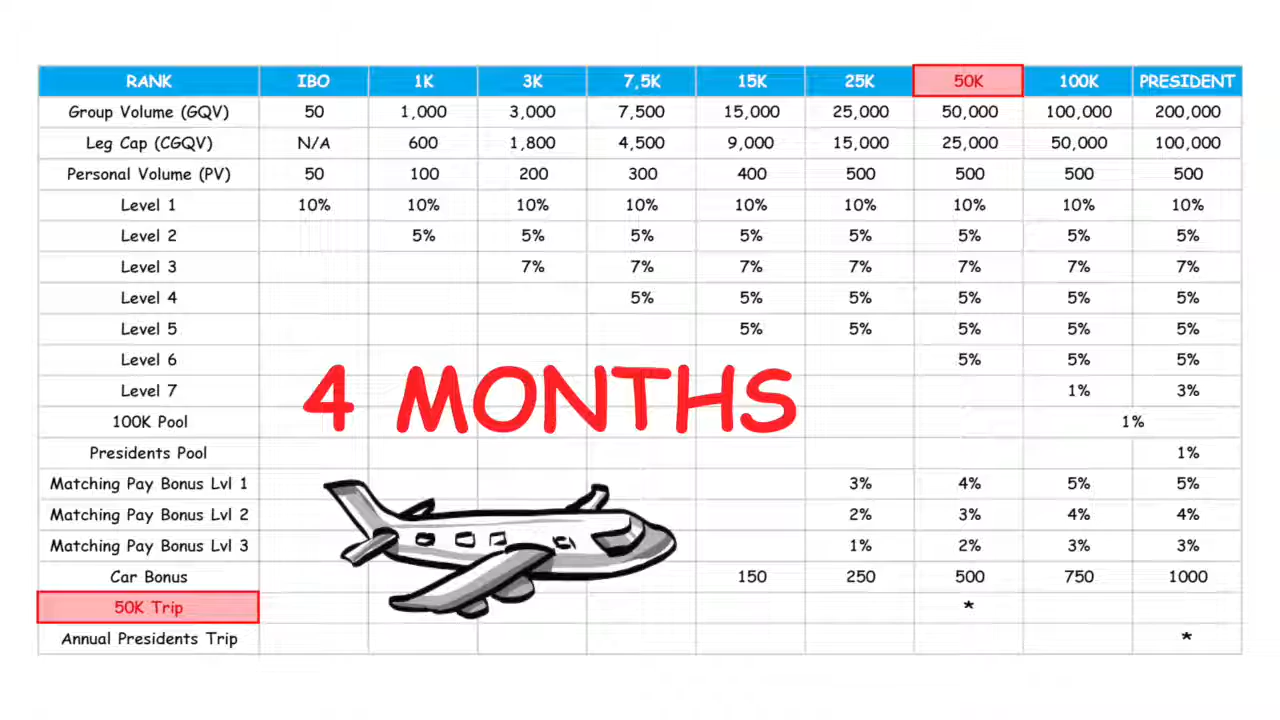 RANK IBO 1K 3K 7,5K 15K 25K 50K 100K PRESIDENT
Group Volume (GQV) 50 1,000 3,000 7,500 15,000 25,000 50,000 100,000 200,000
Leg Cap (CGQV) N/A 600 1,800 4,500 9,000 15,000 25,000 50,000 100,000
Personal Volume (PV) 50 100 200 300 400 500 500 500 500
Level 1 10% 10% 10% 10% 10% 10% 10% 10% 10%
Level 2 5% 5% 5% 5% 5% 5% 5% 5%
Level 3 7% 7% 7% 7% 7% 7% 7%
Level 4 5% 5% 5% 5% 5% 5%
Level 5 5% 5% 5% 5% 5%
Level 6 5% 5% 5%
Level 7 1% 3%
4 MONTHS
100K Pool 1%
Presidents Pool 1%
Matching Pay Bonus Lvl 1 3% 4% 5% 5%
Matching Pay Bonus Lvl 2 2% 3% 4% 4%
Matching Pay Bonus Lvl 3 1% 2% 3% 3%
Car Bonus 150 250 500 750 1000
50K Trip *
Annual Presidents Trip *